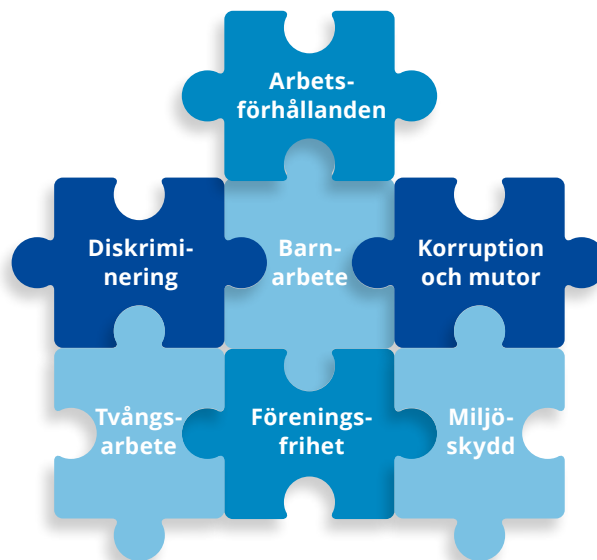 Arbets-
förhållanden
Diskrimi-
nering
Barn-
arbete
Korruption
och mutor
Tvångs-
arbete
Förenings-
frihet
Miljö-
skydd